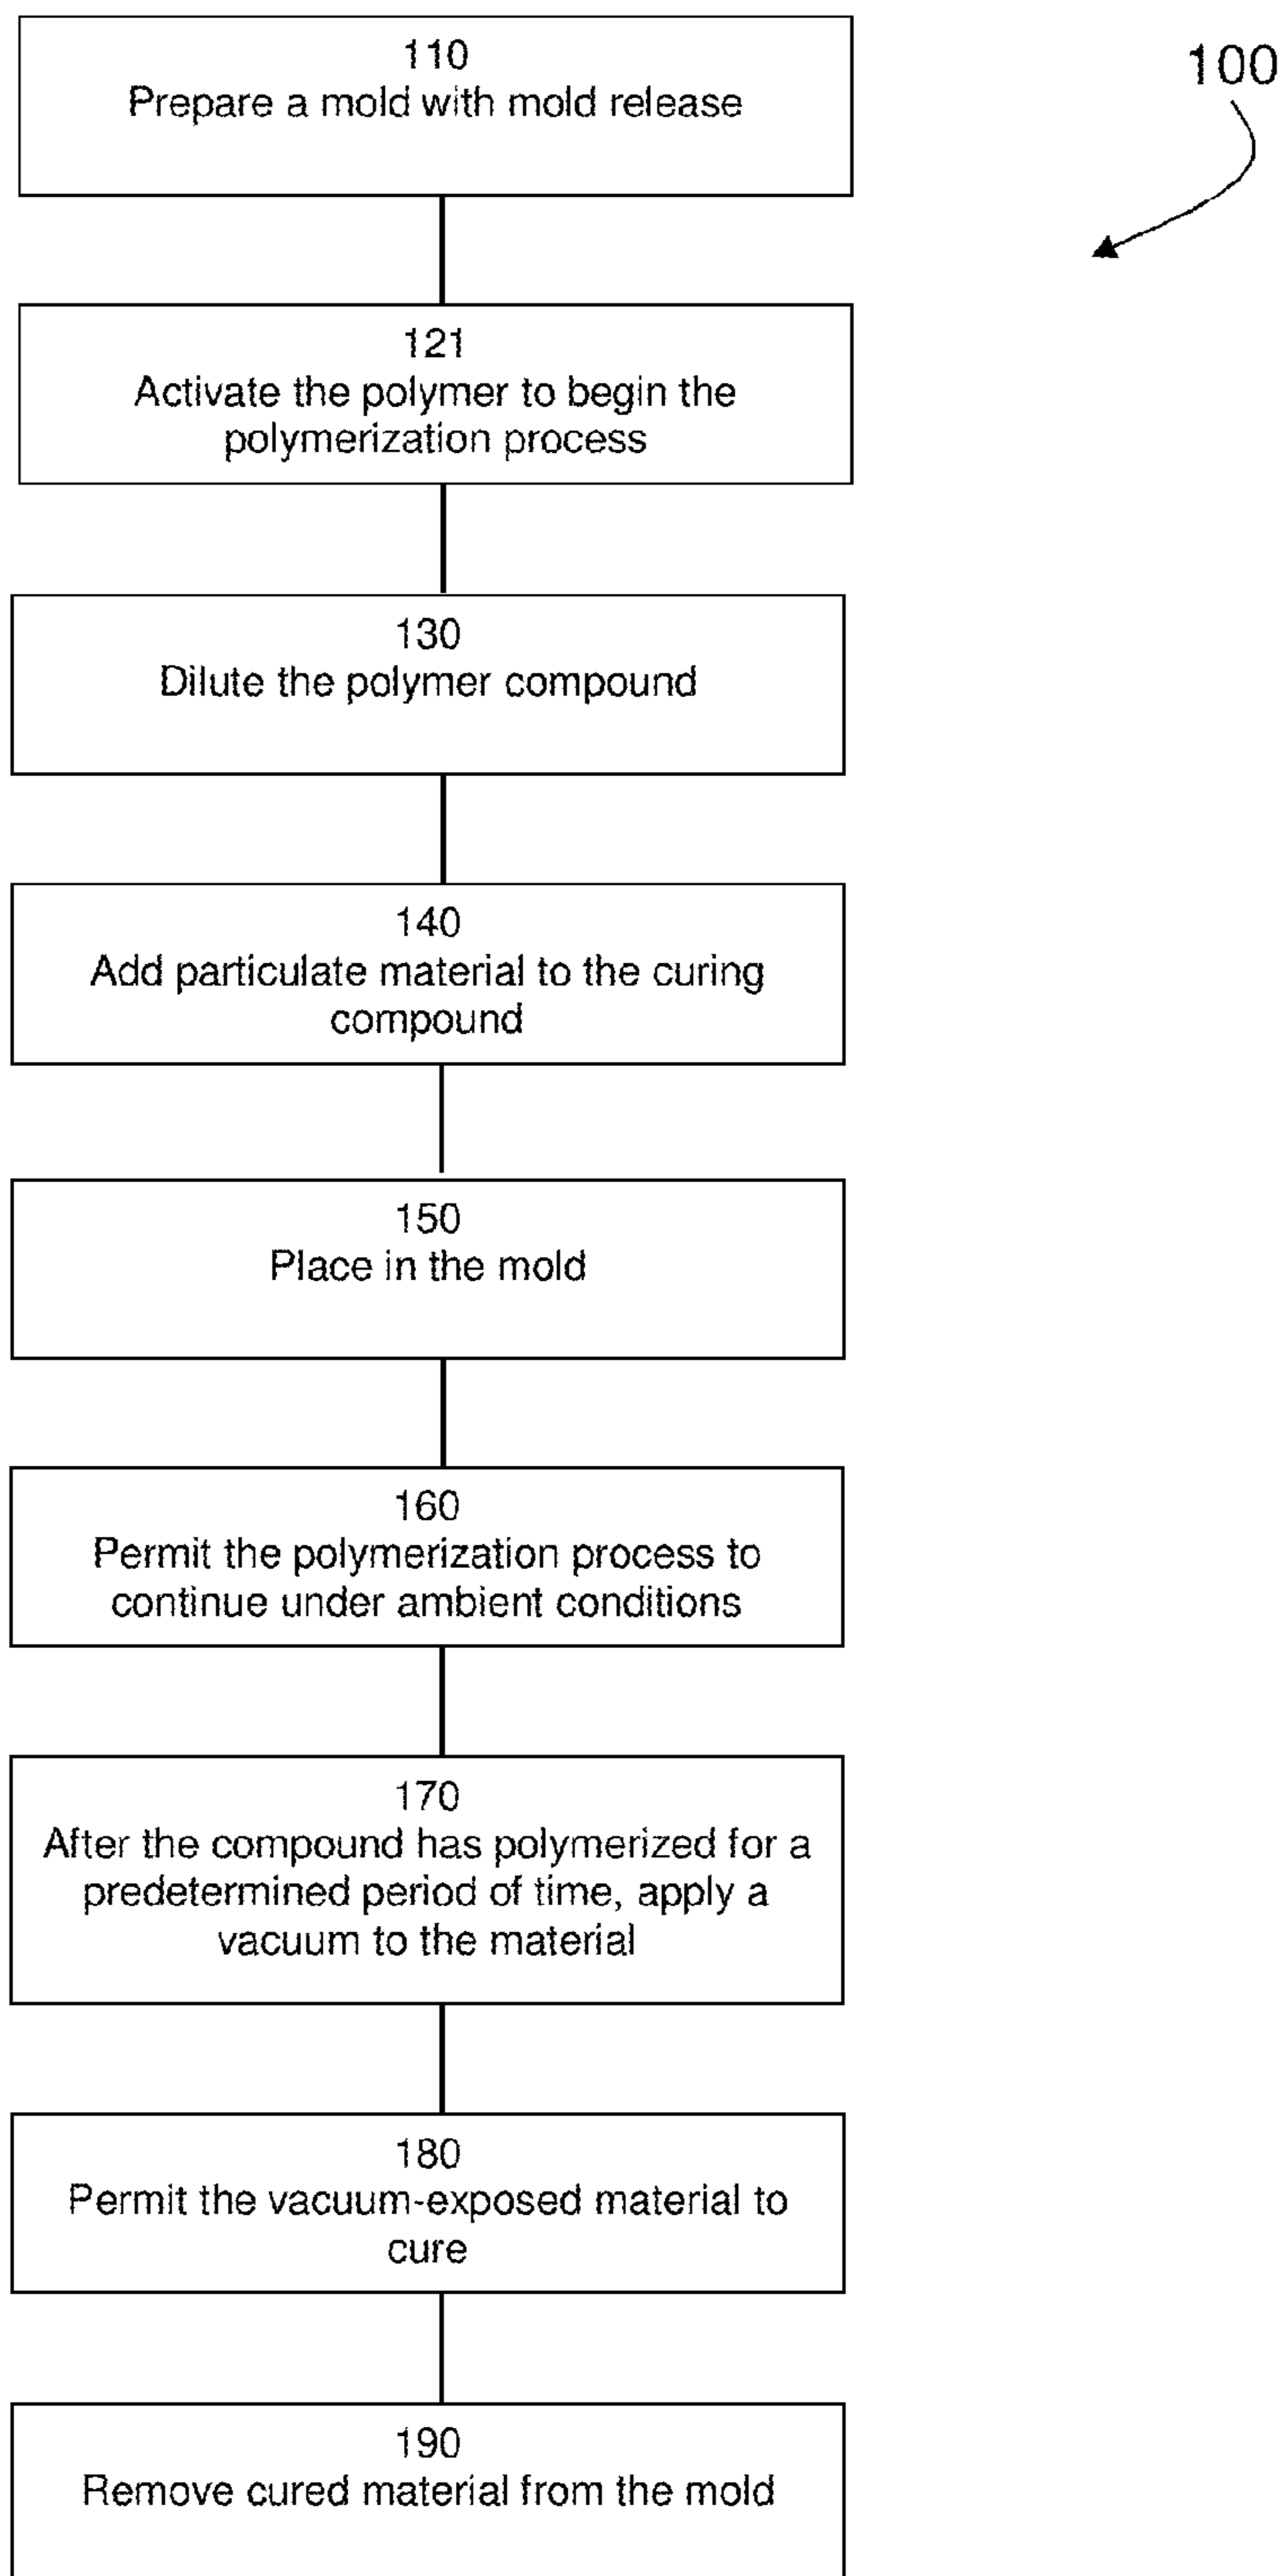 110
Prepare a mold with mold release
100
121
Activate the polymer to begin the
polymerization process
130
Dilute the polymer compound
140
Add particulate material to the curing
compound
150
Place in the mold
160
Permit the polymerization process to
continue under ambient conditions
170
After the compound has polymerized for a
predetermined period of time, apply a
vacuum to the material
180
Permit the vacuum-exposed material to
cure
190
Remove cured material from the mold